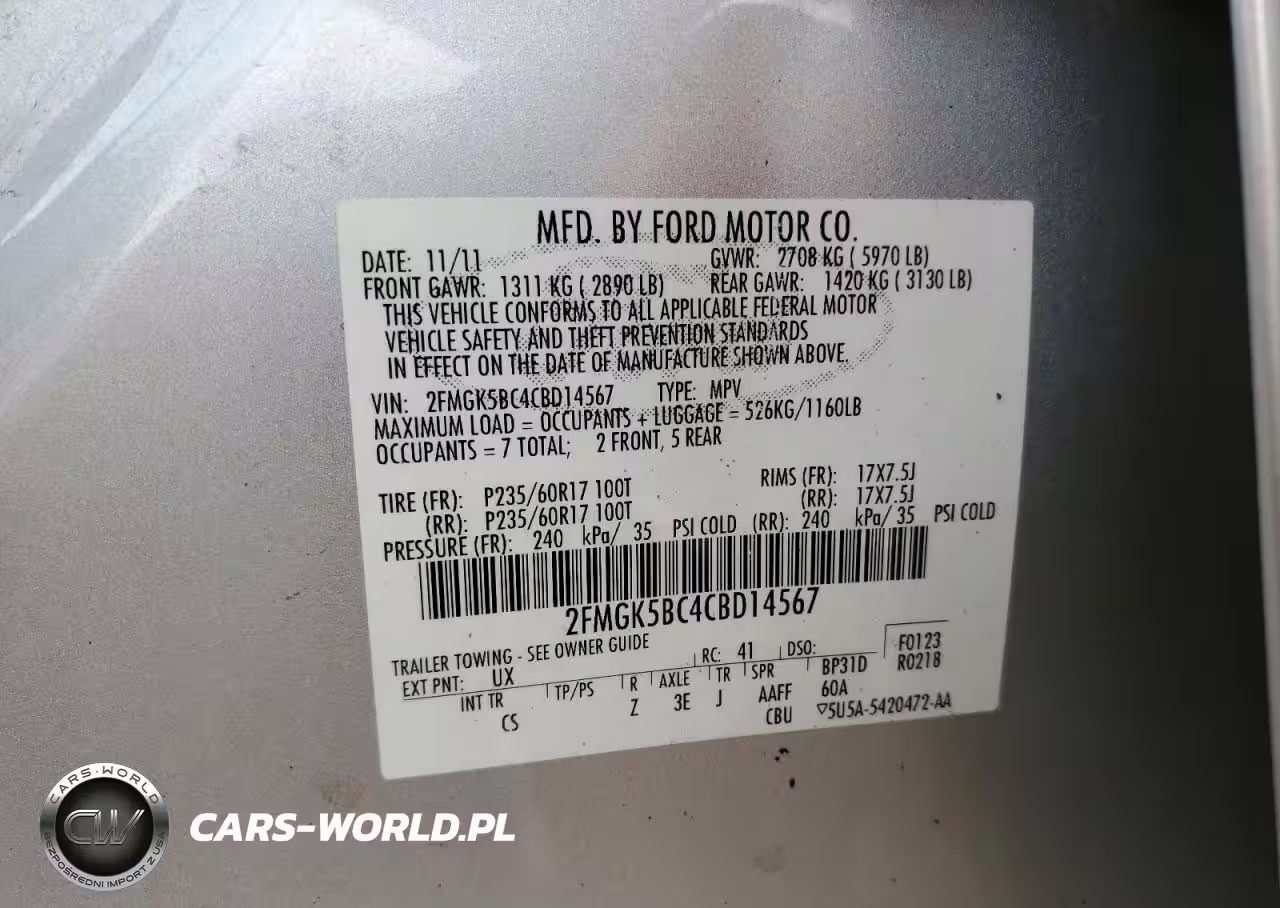 MFD. BY FORD MOTOR CO.
DATE: 11/11 GVWR: 2708 KG ( 5970 LB)
FRONT GAWR: 1311 KG ( 2890 LB) REAR GAWR: 1420 KG ( 3130 LB)
THIS VEHICLE CONFORMS TO ALL APPLICABLE FEDERAL MOTOR
VEHICLE SAFETY AND THEFT PREVENTION STANDARDS
IN EFFECT ON THE DATE OF MANUFACTURE SHOWN ABOVE.
VIN: 2FMGK5BC4CBD14567 TYPE: MPV
MAXIMUM LOAD = OCCUPANTS + LUGGAGE = 526KG/1160LB
OCCUPANTS = 7 TOTAL; 2 FRONT, 5 REAR
TIRE (FR): P235/60R17 100T RIMS (FR): 17X7.5J
(RR): P235/60R17 100T (RR): 17X7.5J
PRESSURE (FR): 240 kPa/ 35 PSI COLD (RR): 240 kPa/ 35 PSI COLD
2FMGK5BC4CBD14567
TRAILER TOWING - SEE OWNER GUIDE
EXT PNT: UX RC: 41 DSO: F0123
R0218
INT TR TP/PS R AXLE TR SPR BP31D
CS Z 3E J AAFF 60A
CBU ▽5U5A-5420472-AA
CARS-WORLD
CW
BEZPOŚREDNI IMPORT Z USA
CARS-WORLD.PL